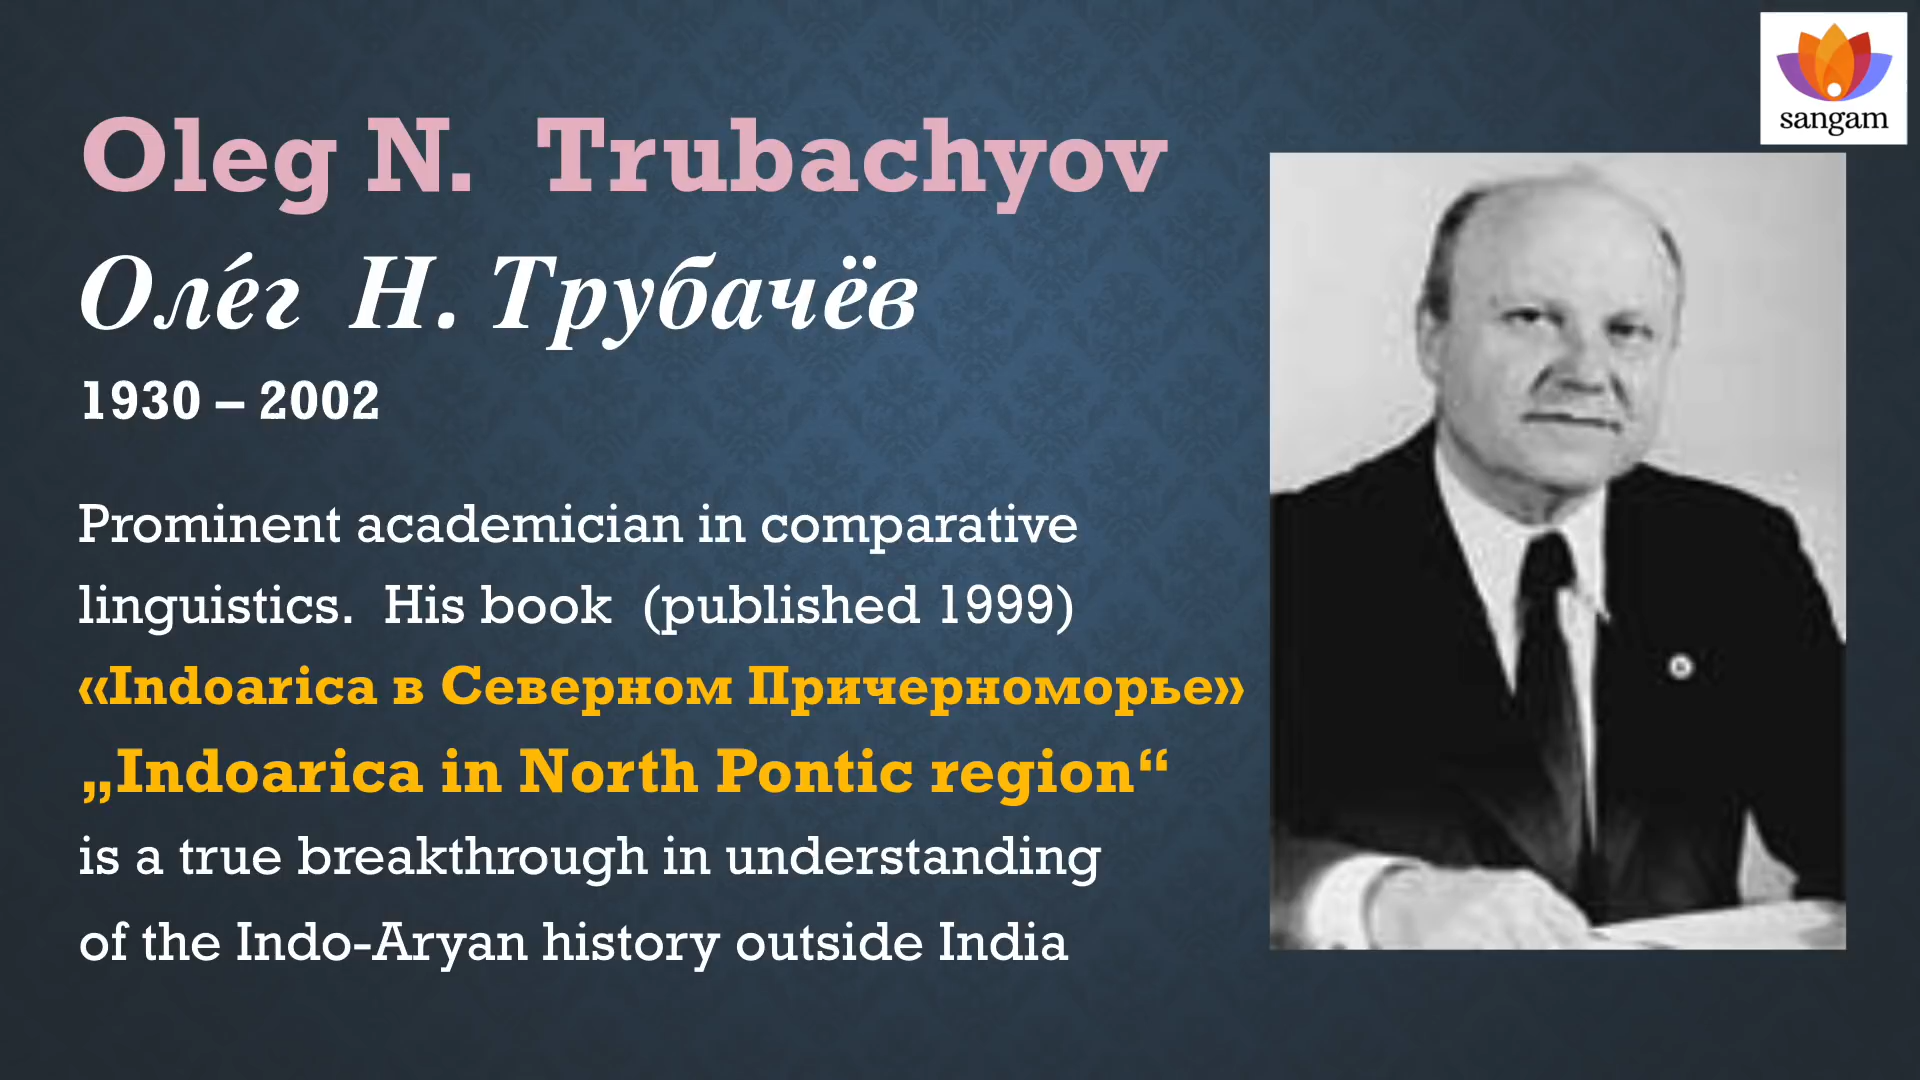 sangam
Oleg N. Trubachyov
Оле́г Н. Трубачёв
1930 – 2002
Prominent academician in comparative
linguistics. His book (published 1999)
«Indoarica в Северном Причерноморье»
„Indoarica in North Pontic region“
is a true breakthrough in understanding
of the Indo-Aryan history outside India